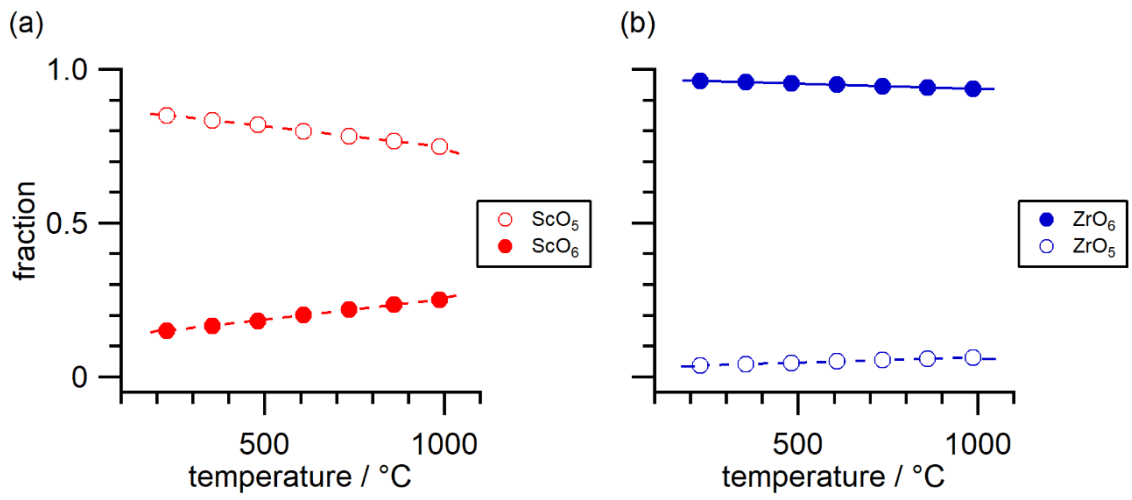 (a)
1.0
0.5
0
fraction
500
1000
temperature / °C
ScO₅
ScO₆
(b)
500
1000
temperature / °C
ZrO₆
ZrO₅